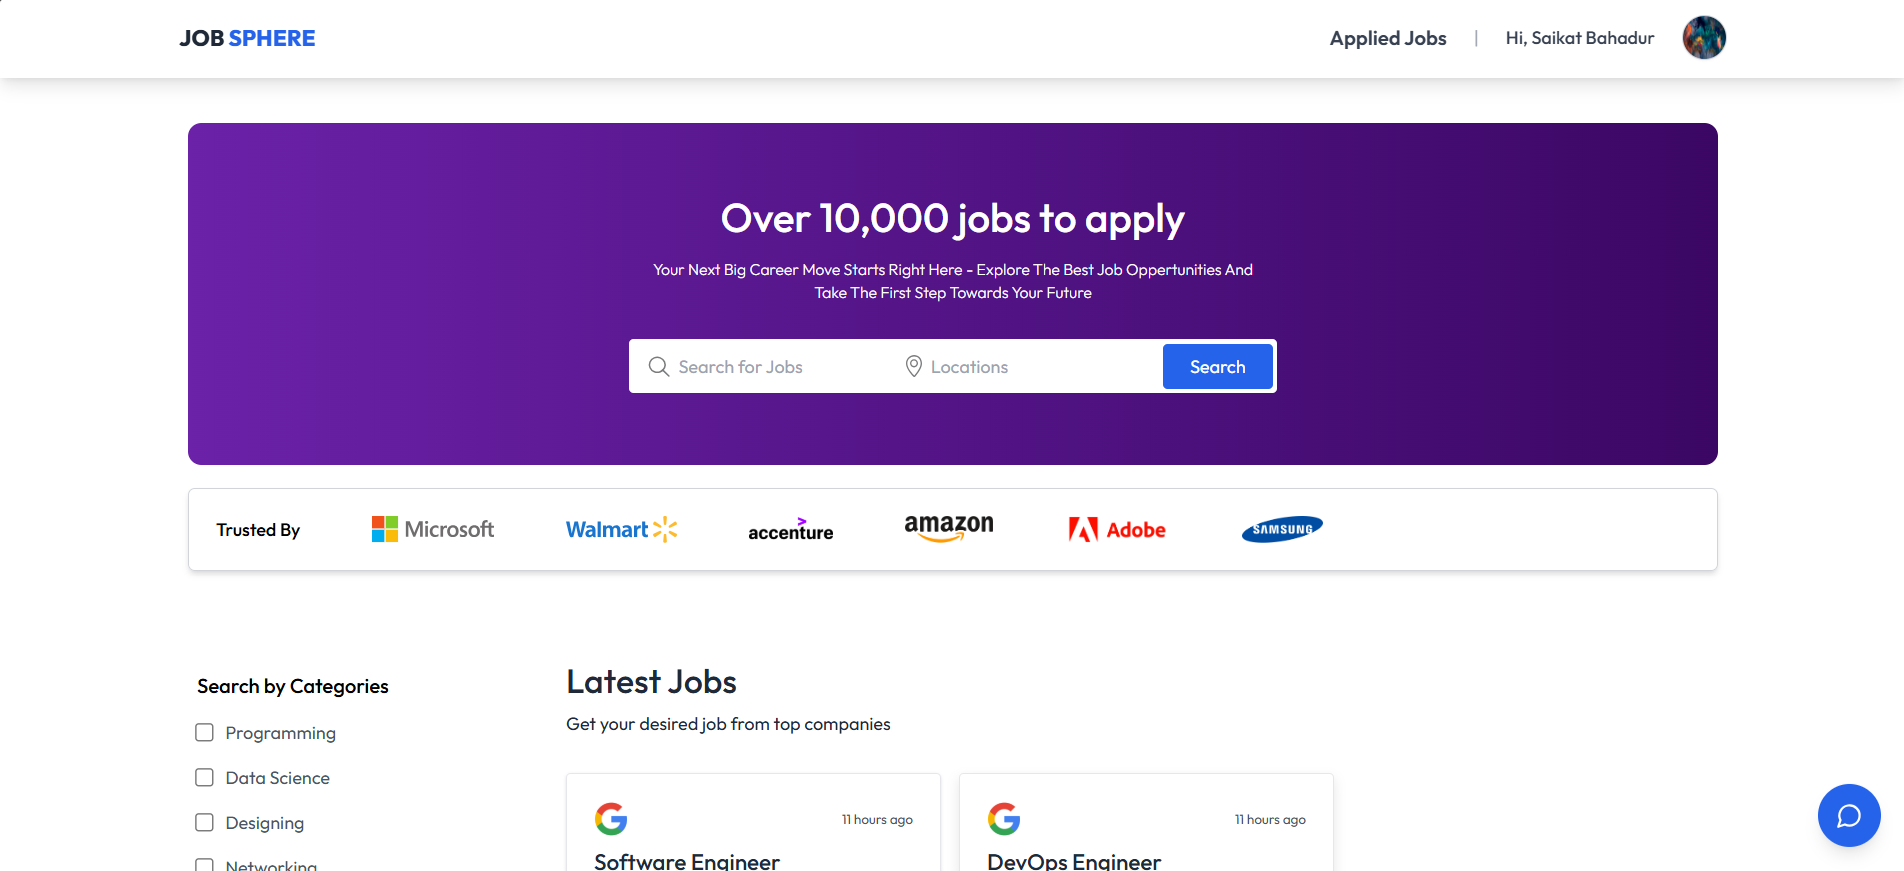 JOB SPHERE
Applied Jobs | Hi, Saikat Bahadur
Over 10,000 jobs to apply
Your Next Big Career Move Starts Right Here - Explore The Best Job Oppertunities And
Take The First Step Towards Your Future
Search for Jobs
Locations
Search
Trusted By
Microsoft
Walmart
accenture
amazon
Adobe
SAMSUNG
Search by Categories
Programming
Data Science
Designing
Networking
Latest Jobs
Get your desired job from top companies
11 hours ago
Software Engineer
11 hours ago
DevOps Engineer